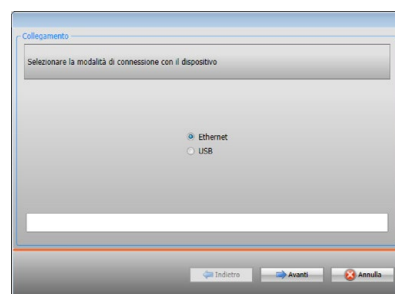 Collegamento
Selezionare la modalità di connessione con il dispositivo
Ethernet
USB
Indietro
Avanti
Annulla